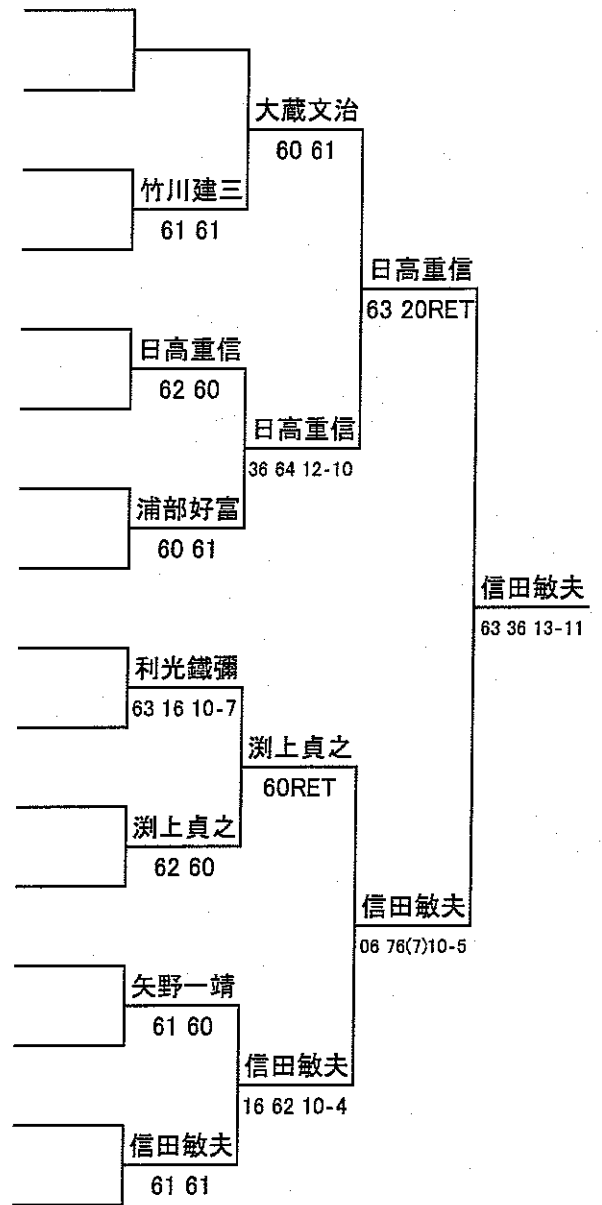 大蔵文治
60 61
竹川建三
61 61
日高重信
63 20RET
日高重信
62 60
日高重信
36 64 12-10
浦部好富
60 61
信田敏夫
63 36 13-11
利光鐵彌
63 16 10-7
渕上貞之
60RET
渕上貞之
62 60
信田敏夫
06 76(7)10-5
矢野一靖
61 60
信田敏夫
16 62 10-4
信田敏夫
61 61